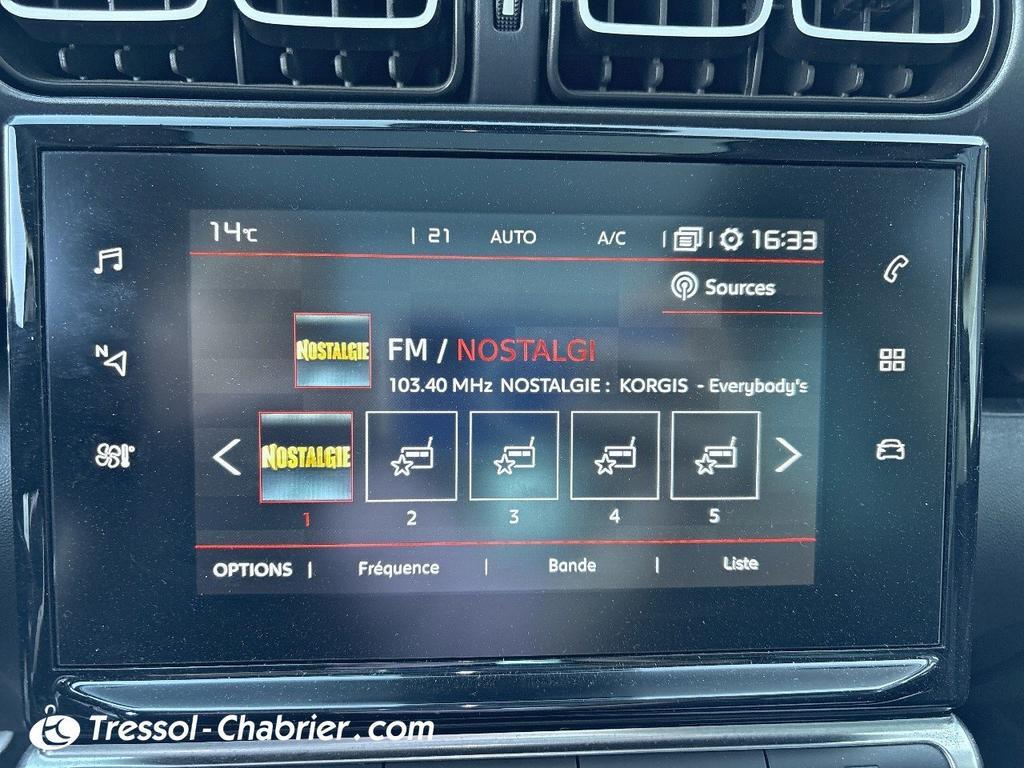 14°C | 21 AUTO A/C | | 16:33
Sources
NOSTALGIE
FM / NOSTALGI
103.40 MHz NOSTALGIE : KORGIS - Everybody's
N
NOSTALGIE
1 2 3 4 5
OPTIONS | Fréquence | Bande | Liste
Tressol-Chabrier.com